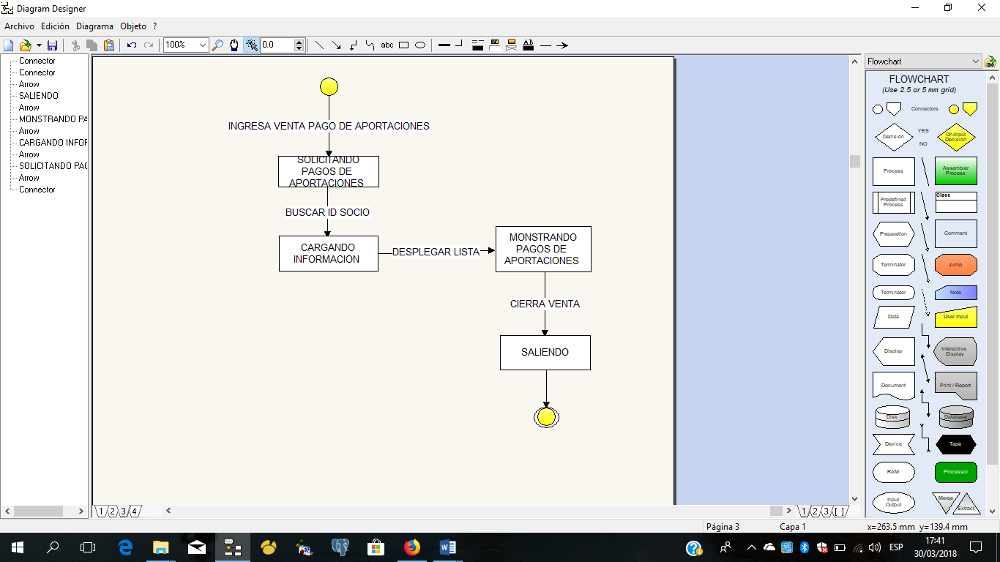 Diagram Designer
Archivo Edición Diagrama Objeto ?
100%
0.0
abc
AB
Connector
Connector
Arrow
SALIENDO
Arrow
MONSTRANDO PA
Arrow
CARGANDO INFOR
Arrow
SOLICITANDO PAG
Arrow
Connector
INGRESA VENTA PAGO DE APORTACIONES
SOLICITANDO
PAGOS DE
APORTACIONES
BUSCAR ID SOCIO
CARGANDO
INFORMACION
DESPLEGAR LISTA
MONSTRANDO
PAGOS DE
APORTACIONES
CIERRA VENTA
SALIENDO
Flowchart
FLOWCHART
(Use 2.5 or 5 mm grid)
Connectors
Decision
YES
NO
On-Input
Decision
Process
Assembler
Process
Predefined
Process
Class
Preparation
Comment
Terminator
Jump
Terminator
Note
Data
User Input
Display
Interactive
Display
Document
Print / Report
Disk
Database
Device
Tape
RAM
Processor
Input
Output
Merge
Extract
1 2 3 4
1 2 3 [ ]
Página 3
Capa 1
x=263.5 mm y=139.4 mm
ESP
17:41
30/03/2018